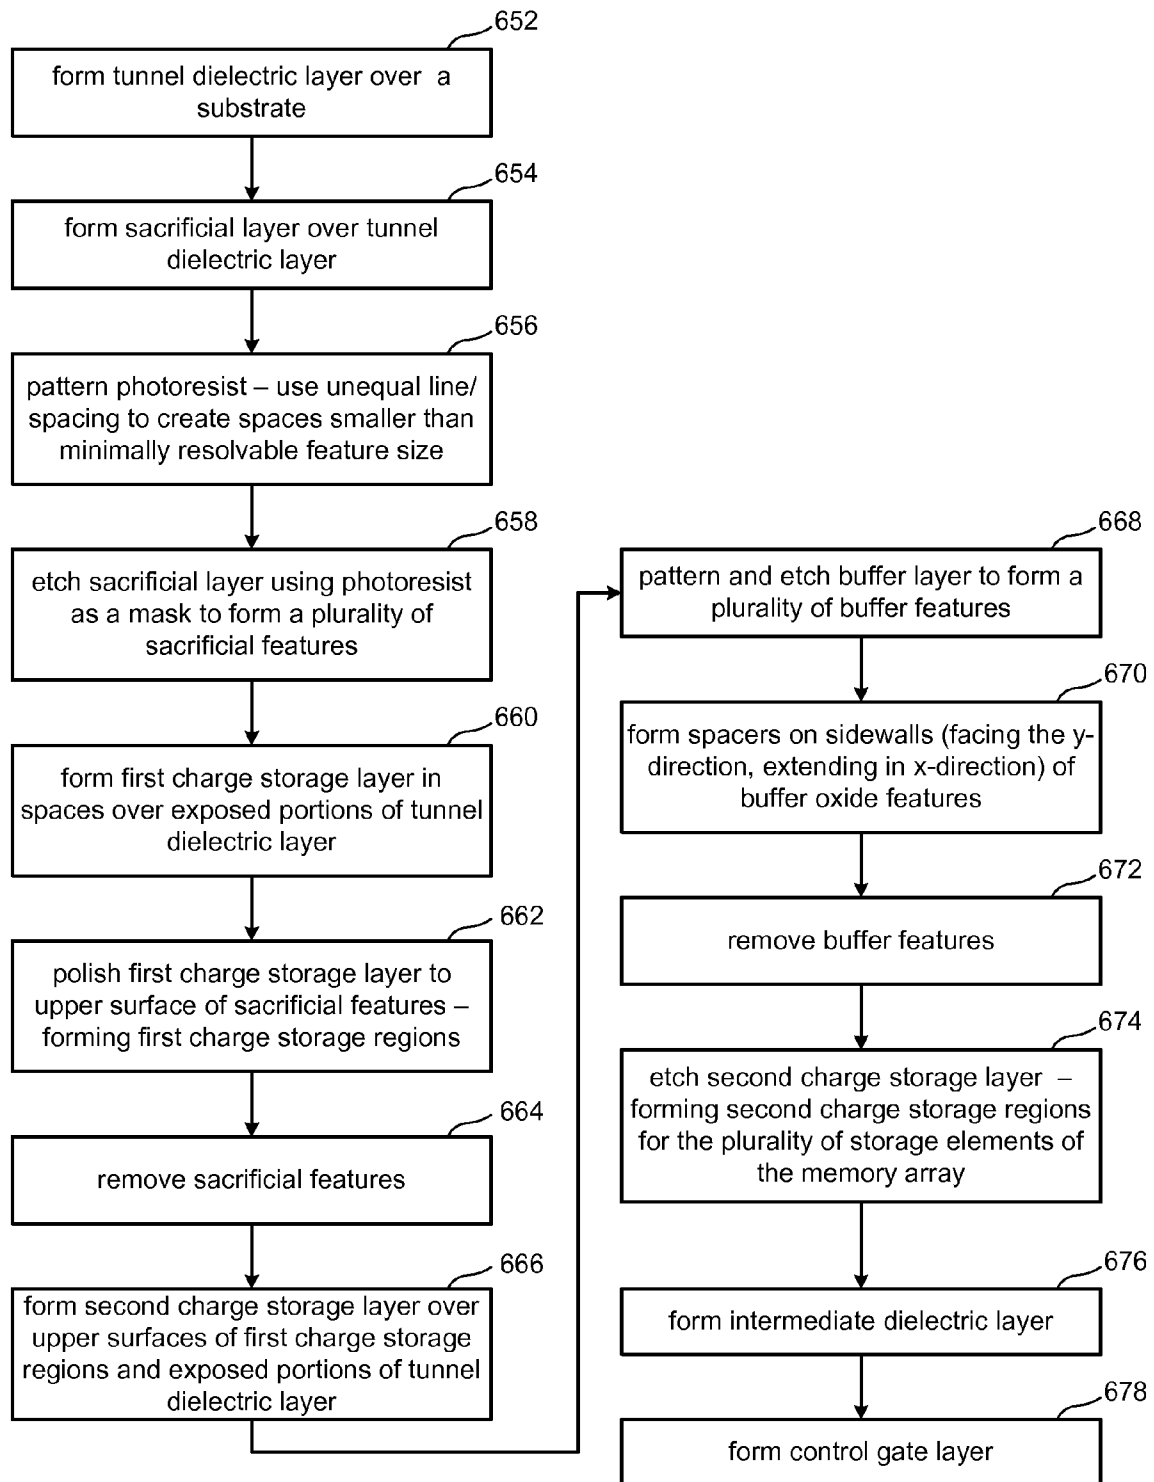 652
form tunnel dielectric layer over a
substrate
654
form sacrificial layer over tunnel
dielectric layer
656
pattern photoresist – use unequal line/
spacing to create spaces smaller than
minimally resolvable feature size
658
etch sacrificial layer using photoresist
as a mask to form a plurality of
sacrificial features
660
form first charge storage layer in
spaces over exposed portions of tunnel
dielectric layer
662
polish first charge storage layer to
upper surface of sacrificial features –
forming first charge storage regions
664
remove sacrificial features
666
form second charge storage layer over
upper surfaces of first charge storage
regions and exposed portions of tunnel
dielectric layer
668
pattern and etch buffer layer to form a
plurality of buffer features
670
form spacers on sidewalls (facing the y-
direction, extending in x-direction) of
buffer oxide features
672
remove buffer features
674
etch second charge storage layer –
forming second charge storage regions
for the plurality of storage elements of
the memory array
676
form intermediate dielectric layer
678
form control gate layer